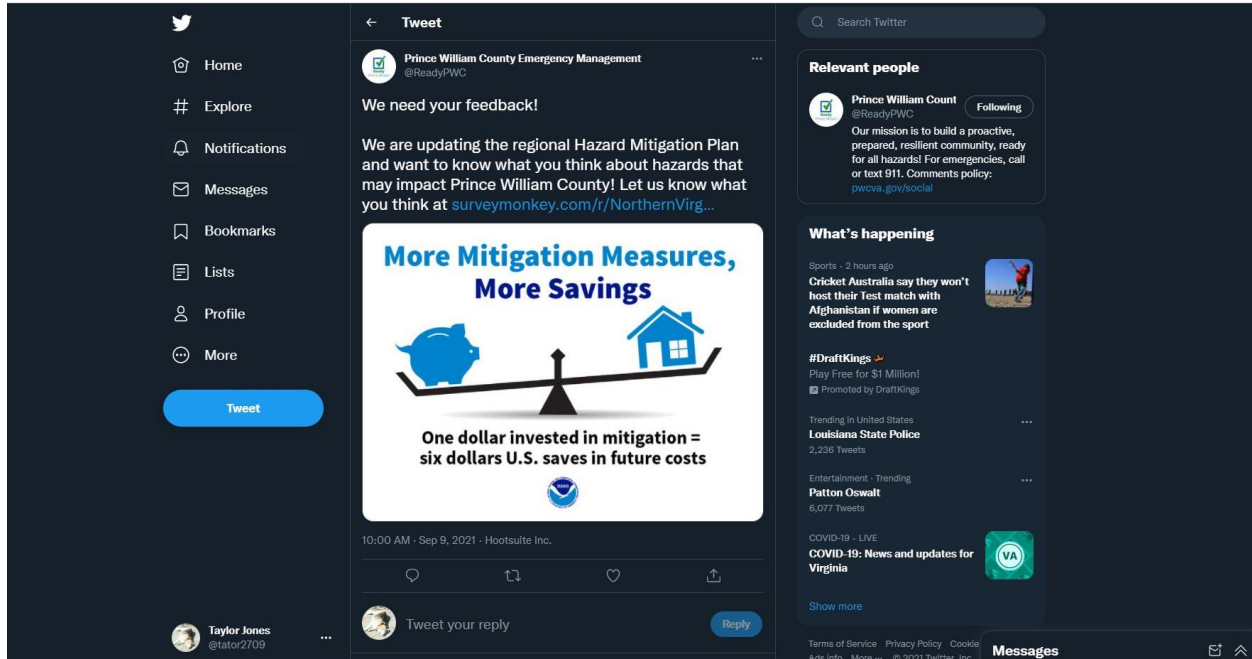 Home
Explore
Notifications
Messages
Bookmarks
Lists
Profile
More
Tweet
Taylor Jones
@tator2709
Tweet
Prince William County Emergency Management
@ReadyPWC
We need your feedback!
We are updating the regional Hazard Mitigation Plan
and want to know what you think about hazards that
may impact Prince William County! Let us know what
you think at surveymonkey.com/r/NorthernVirg...
More Mitigation Measures,
More Savings
One dollar invested in mitigation =
six dollars U.S. saves in future costs
10:00 AM · Sep 9, 2021 · Hootsuite Inc.
Tweet your reply
Reply
Search Twitter
Relevant people
Prince William Count
@ReadyPWC
Following
Our mission is to build a proactive,
prepared, resilient community, ready
for all hazards! For emergencies, call
or text 911. Comments policy:
pwcva.gov/social
What's happening
Sports · 2 hours ago
Cricket Australia say they won't
host their Test match with
Afghanistan if women are
excluded from the sport
#DraftKings
Play Free for $1 Million!
Promoted by DraftKings
Trending in United States
Louisiana State Police
2,236 Tweets
Entertainment · Trending
Patton Oswalt
6,077 Tweets
COVID-19 · LIVE
COVID-19: News and updates for
Virginia
VA
Show more
Terms of Service Privacy Policy Cookie
Ads info More ... © 2021 Twitter, Inc.
Messages